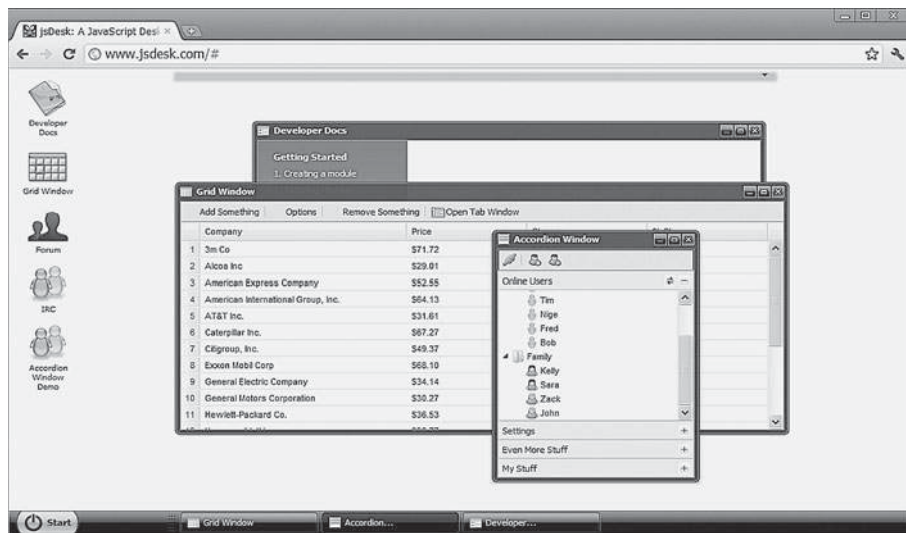 jsDesk: A JavaScript Des
www.jsdesk.com/#
Developer
Docs
Grid Window
Forum
IRC
Accordion
Window
Demo
Developer Docs
Getting Started
1. Creating a module
Grid Window
Add Something Options Remove Something Open Tab Window
Company Price
1 3m Co $71.72
2 Alcoa Inc $29.01
3 American Express Company $52.55
4 American International Group, Inc. $64.13
5 AT&T Inc. $31.61
6 Caterpillar Inc. $67.27
7 Citigroup, Inc. $49.37
8 Exxon Mobil Corp $68.10
9 General Electric Company $34.14
10 General Motors Corporation $30.27
11 Hewlett-Packard Co. $36.53
Accordion Window
Online Users
Tim
Nige
Fred
Bob
Family
Kelly
Sara
Zack
John
Settings
Even More Stuff
My Stuff
Start Grid Window Accordion... Developer...